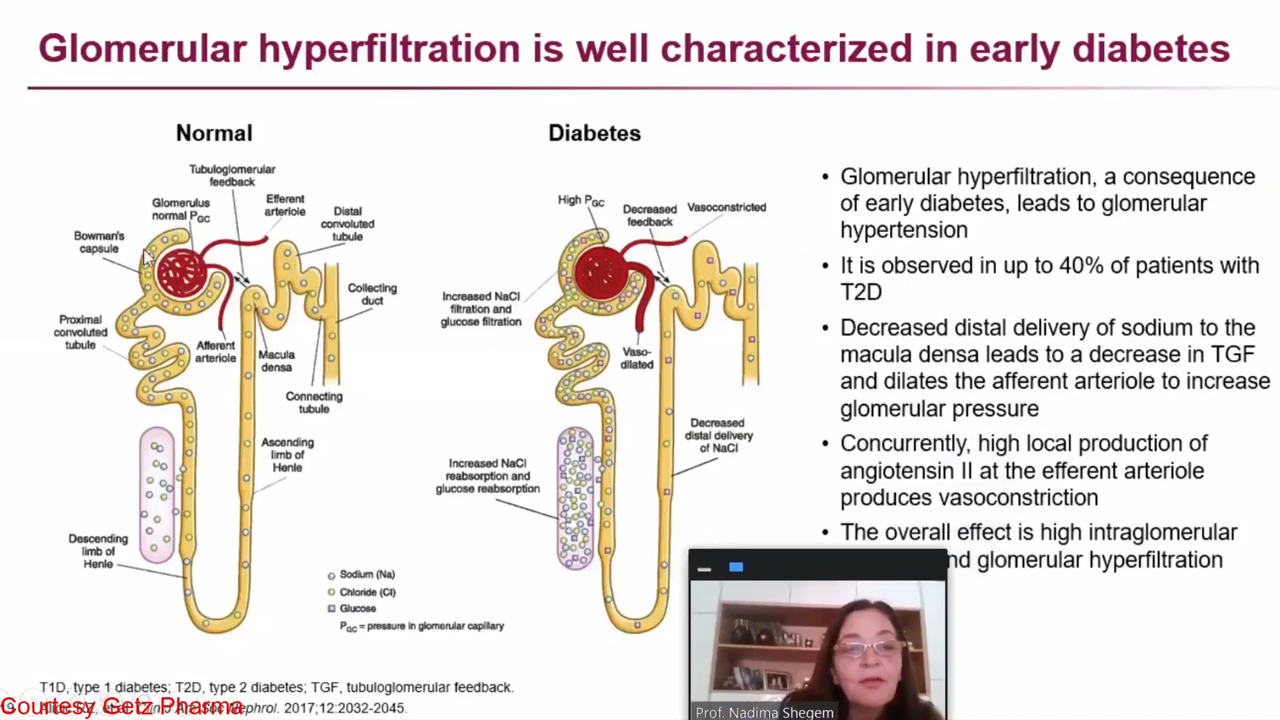 Glomerular hyperfiltration is well characterized in early diabetes
Normal
Tubuloglomerular
feedback
Glomerulus
normal PGC
Efferent
arteriole
Distal
convoluted
tubule
Bowman's
capsule
Collecting
duct
Proximal
convoluted
tubule
Afferent
arteriole
Macula
densa
Connecting
tubule
Ascending
limb of
Henle
Descending
limb of
Henle
Sodium (Na)
Chloride (Cl)
Glucose
PGC = pressure in glomerular capillary
Diabetes
High PGC
Decreased
feedback
Vasoconstricted
Increased NaCl
filtration and
glucose filtration
Vaso-
dilated
Decreased
distal delivery
of NaCl
Increased NaCl
reabsorption and
glucose reabsorption
• Glomerular hyperfiltration, a consequence
of early diabetes, leads to glomerular
hypertension
• It is observed in up to 40% of patients with
T2D
• Decreased distal delivery of sodium to the
macula densa leads to a decrease in TGF
and dilates the afferent arteriole to increase
glomerular pressure
• Concurrently, high local production of
angiotensin II at the efferent arteriole
produces vasoconstriction
• The overall effect is high intraglomerular
and glomerular hyperfiltration
T1D, type 1 diabetes; T2D, type 2 diabetes; TGF, tubuloglomerular feedback.
Courtesy Getz Pharma
Nephrol. 2017;12:2032-2045.
Prof. Nadima Shegem